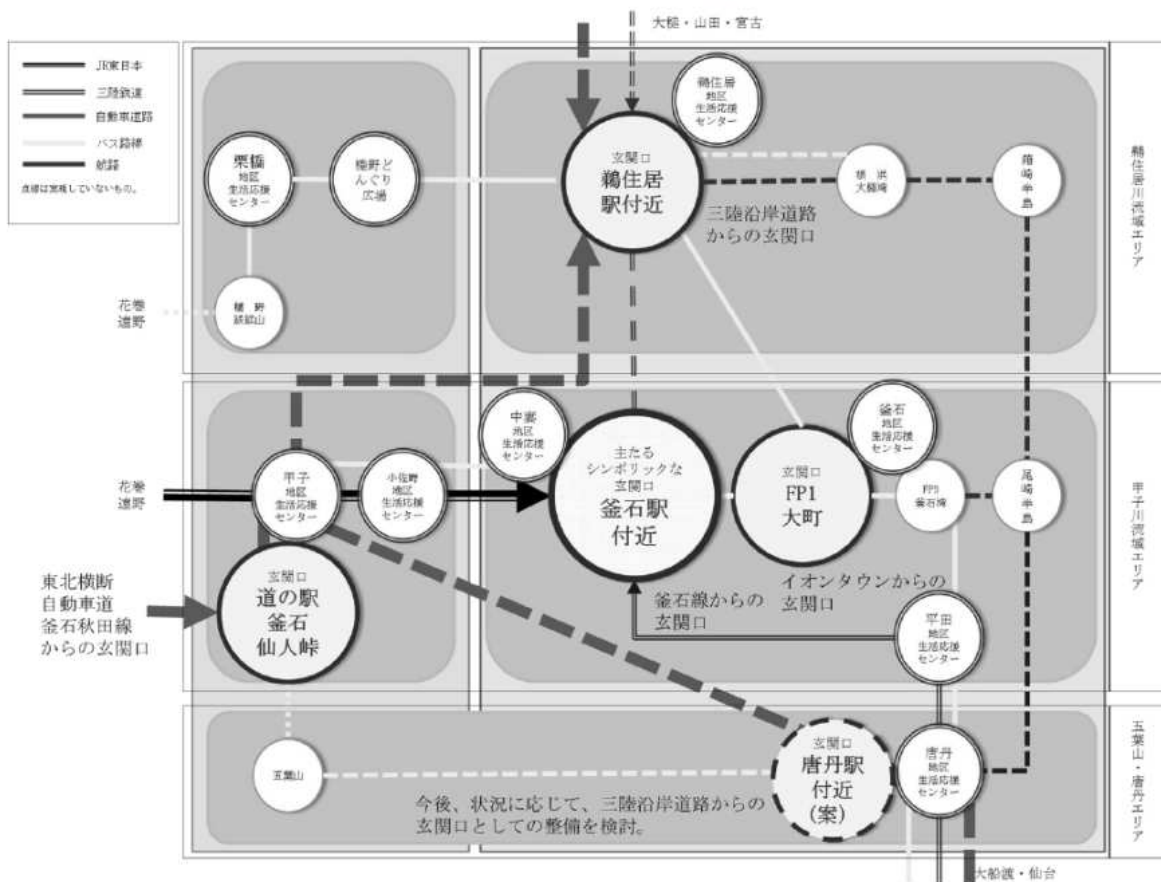 大槌・山田・宮古
JR東日本
三陸鉄道
自動車道路
バス路線
航路
点線は実現していないもの。
鵜住居
地区
生活応援
センター
栗橋
地区
生活応援
センター
橋野ど
んぐり
広場
玄関口
鵜住居
駅付近
根浜
大槌湾
箱崎半島
三陸沿岸道路
からの玄関口
鵜住居川流域エリア
花巻
遠野
橋野
鉄鉱山
中妻
地区
生活応援
センター
釜石
地区
生活応援
センター
花巻
遠野
甲子
地区
生活応援
センター
小佐野
地区
生活応援
センター
主たる
シンボリックな
玄関口
釜石駅
付近
玄関口
FP1
大町
釜石湾
尾崎半島
甲子川流域エリア
東北横断
自動車道
釜石秋田線
からの玄関口
玄関口
道の駅
釜石
仙人峠
釜石線からの
玄関口
イオンタウンからの
玄関口
平田
地区
生活応援
センター
五葉山
玄関口
唐丹駅
付近
(案)
唐丹
地区
生活応援
センター
五葉山・唐丹エリア
今後、状況に応じて、三陸沿岸道路からの
玄関口としての整備を検討。
大船渡・仙台